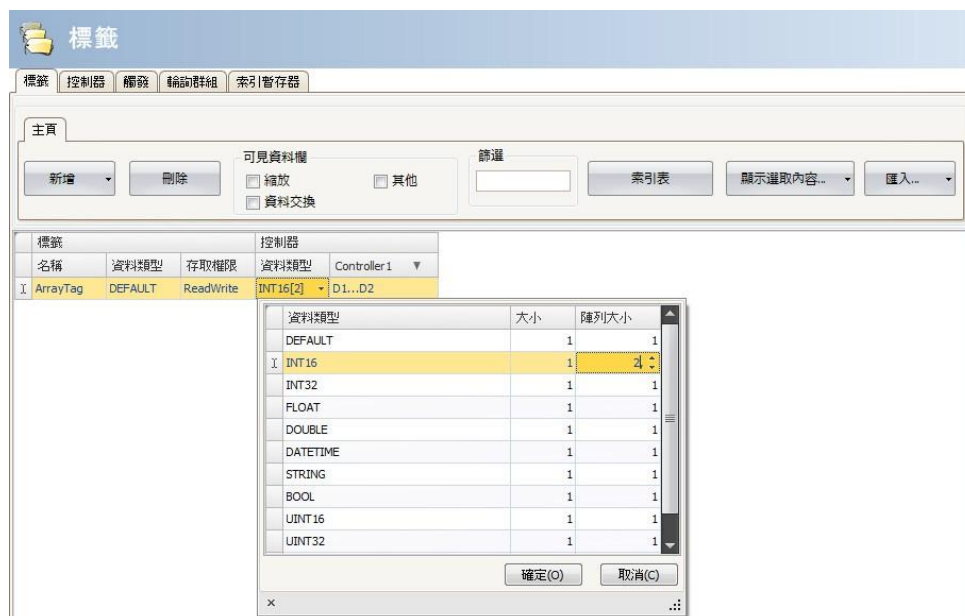 標籤
標籤 控制器 觸發 輪詢群組 索引暫存器
主頁
可見資料欄 篩選
新增 刪除 縮放 其他 索引表 顯示選取內容... 匯入...
資料交換
標籤 控制器
名稱 資料類型 存取權限 資料類型 Controller1
ArrayTag DEFAULT ReadWrite INT16[2] D1...D2
資料類型 大小 陣列大小
DEFAULT 1 1
INT16 1 2
INT32 1 1
FLOAT 1 1
DOUBLE 1 1
DATETIME 1 1
STRING 1 1
BOOL 1 1
UINT16 1 1
UINT32 1 1
確定(O) 取消(C)